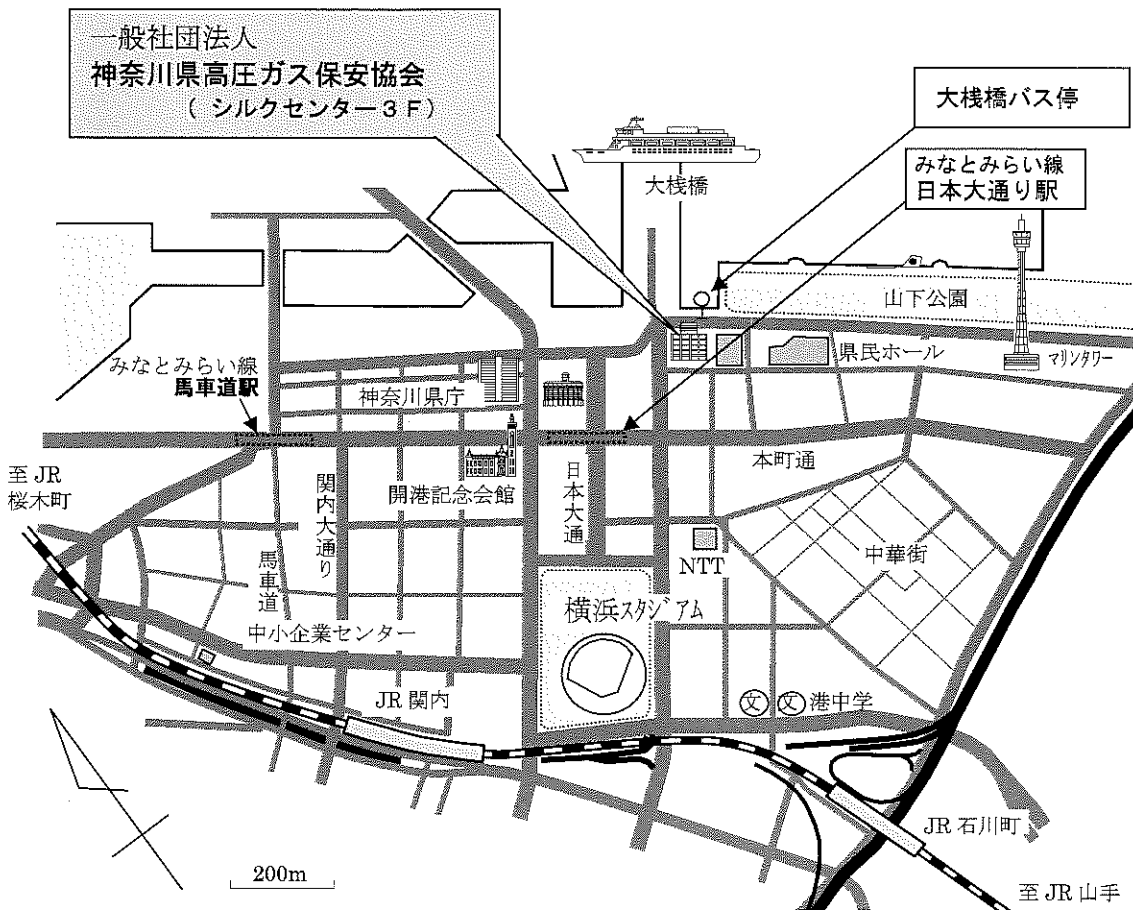 一般社団法人
神奈川県高圧ガス保安協会
（ シルクセンター３Ｆ）
大桟橋バス停
大桟橋
みなとみらい線
日本大通り駅
山下公園
みなとみらい線
馬車道駅
神奈川県庁
県民ホール
マリンタワー
至 JR
桜木町
開港記念会館
本町通
関内大通り
日本大通
馬車道
NTT
中華街
横浜スタジアム
中小企業センター
JR 関内
文 文 港中学
JR 石川町
200m
至 JR 山手